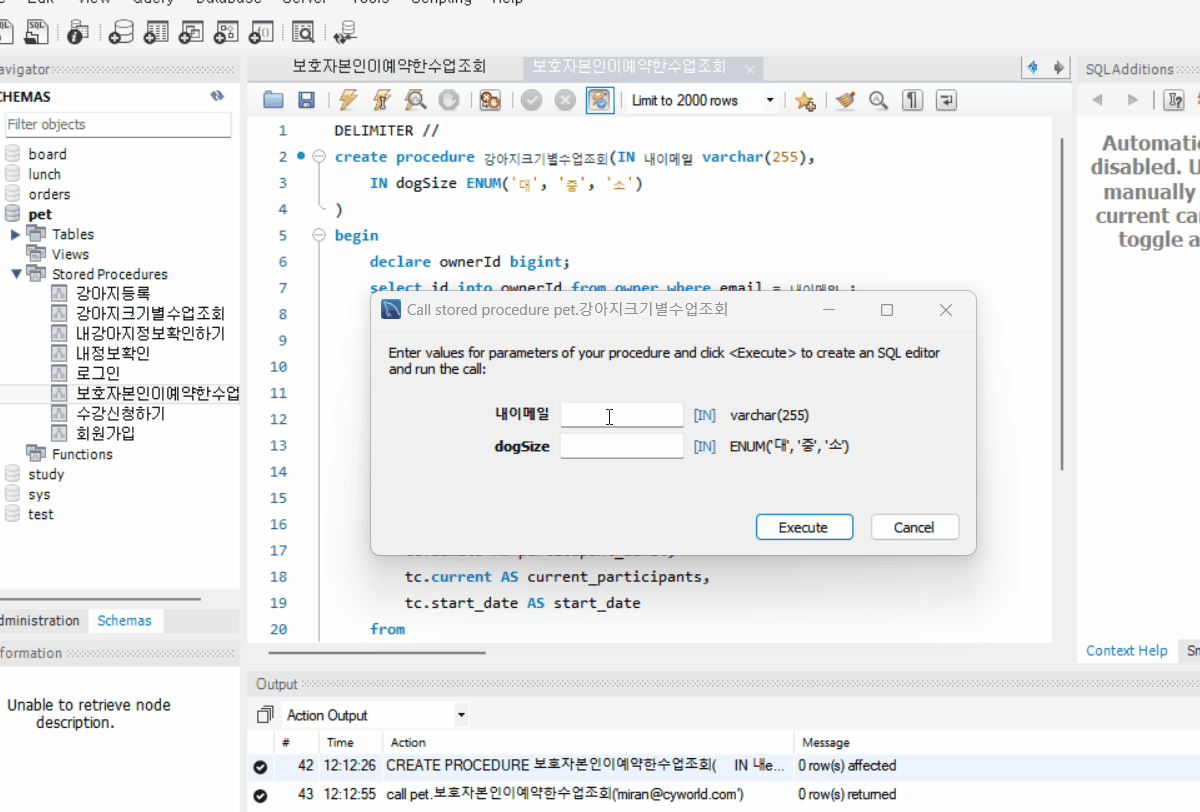 Edit View Query Database Server Tools Scripting Help
SQL
avigator
CHEMAS
Filter objects
board
lunch
orders
pet
Tables
Views
Stored Procedures
강아지등록
강아지크기별수업조회
내강아지정보확인하기
내정보확인
로그인
보호자본인이예약한수업
수강신청하기
회원가입
Functions
study
sys
test
dministration
Schemas
formation
Unable to retrieve node
description.
보호자본인이예약한수업조회
보호자본인이예약한수업조회
Limit to 2000 rows
1 DELIMITER //
2 create procedure 강아지크기별수업조회(IN 내이메일 varchar(255),
3 IN dogSize ENUM('대', '중', '소')
4 )
5 begin
6 declare ownerId bigint;
7 select id into ownerId from owner where email = 내이메일 ;
8
9
10
11
12
13
14
15
16
17
18 tc.current AS current_participants,
19 tc.start_date AS start_date
20 from
Call stored procedure pet.강아지크기별수업조회
Enter values for parameters of your procedure and click <Execute> to create an SQL editor
and run the call:
내이메일 [IN] varchar(255)
dogSize [IN] ENUM('대', '중', '소')
Execute
Cancel
SQLAdditions
Automatic
disabled. U
manually
current car
toggle a
Context Help
Sn
Output
Action Output
# Time Action Message
42 12:12:26 CREATE PROCEDURE 보호자본인이예약한수업조회( IN 내e... 0 row(s) affected
43 12:12:55 call pet.보호자본인이예약한수업조회('miran@cyworld.com') 0 row(s) returned